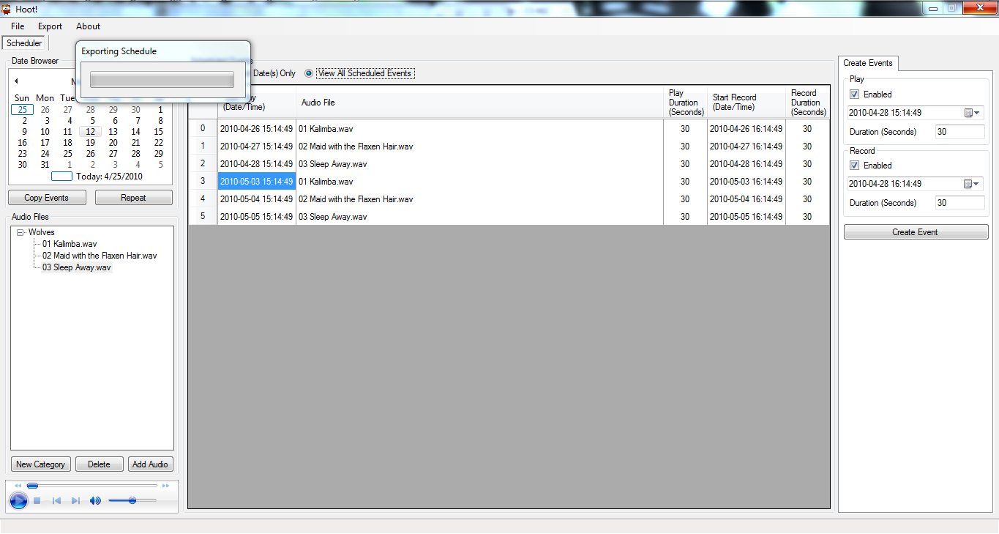 Hoot!
File Export About
Scheduler
Exporting Schedule
Date Browser
Sun Mon Tue
25 26 27 28 29 30 1
2 3 4 5 6 7 8
9 10 11 12 13 14 15
16 17 18 19 20 21 22
23 24 25 26 27 28 29
30 31 1 2 3 4 5
Today: 4/25/2010
Copy Events Repeat
Audio Files
Wolves
01 Kalimba.wav
02 Maid with the Flaxen Hair.wav
03 Sleep Away.wav
New Category Delete Add Audio
Date(s) Only View All Scheduled Events
(Date/Time) Audio File Play Duration (Seconds) Start Record (Date/Time) Record Duration (Seconds)
0 2010-04-26 15:14:49 01 Kalimba.wav 30 2010-04-26 16:14:49 30
1 2010-04-27 15:14:49 02 Maid with the Flaxen Hair.wav 30 2010-04-27 16:14:49 30
2 2010-04-28 15:14:49 03 Sleep Away.wav 30 2010-04-28 16:14:49 30
3 2010-05-03 15:14:49 01 Kalimba.wav 30 2010-05-03 16:14:49 30
4 2010-05-04 15:14:49 02 Maid with the Flaxen Hair.wav 30 2010-05-04 16:14:49 30
5 2010-05-05 15:14:49 03 Sleep Away.wav 30 2010-05-05 16:14:49 30
Create Events
Play
Enabled
2010-04-28 15:14:49
Duration (Seconds) 30
Record
Enabled
2010-04-28 16:14:49
Duration (Seconds) 30
Create Event